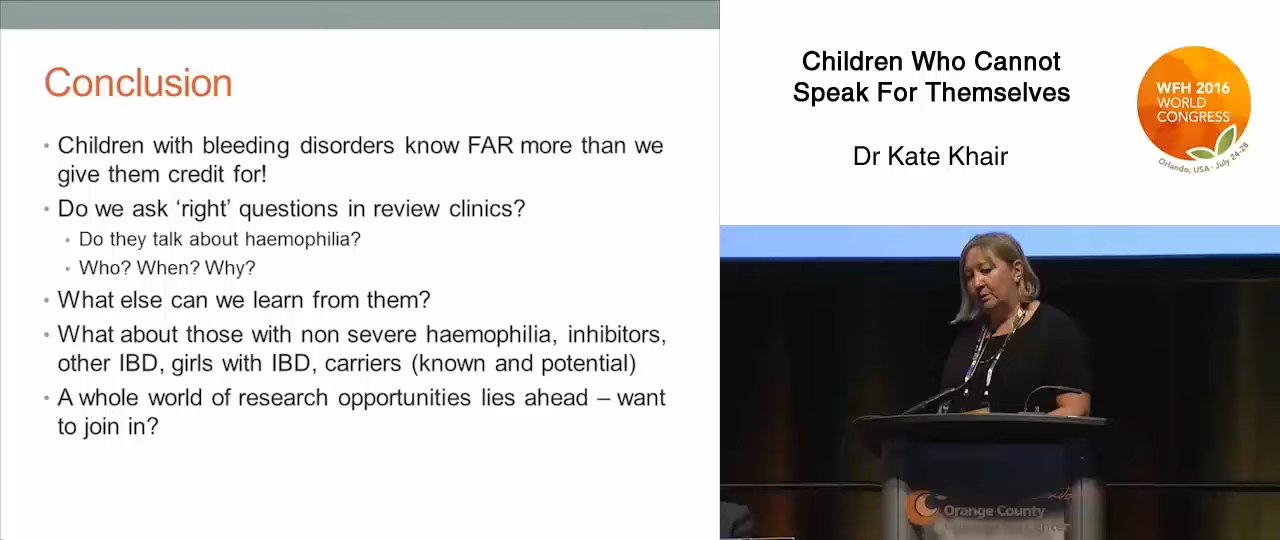 Conclusion
• Children with bleeding disorders know FAR more than we
give them credit for!
• Do we ask ‘right’ questions in review clinics?
• Do they talk about haemophilia?
• Who? When? Why?
• What else can we learn from them?
• What about those with non severe haemophilia, inhibitors,
other IBD, girls with IBD, carriers (known and potential)
• A whole world of research opportunities lies ahead – want
to join in?
Children Who Cannot
Speak For Themselves
Dr Kate Khair
WFH 2016
WORLD
CONGRESS
Orlando, USA • July 24-28
Orange County